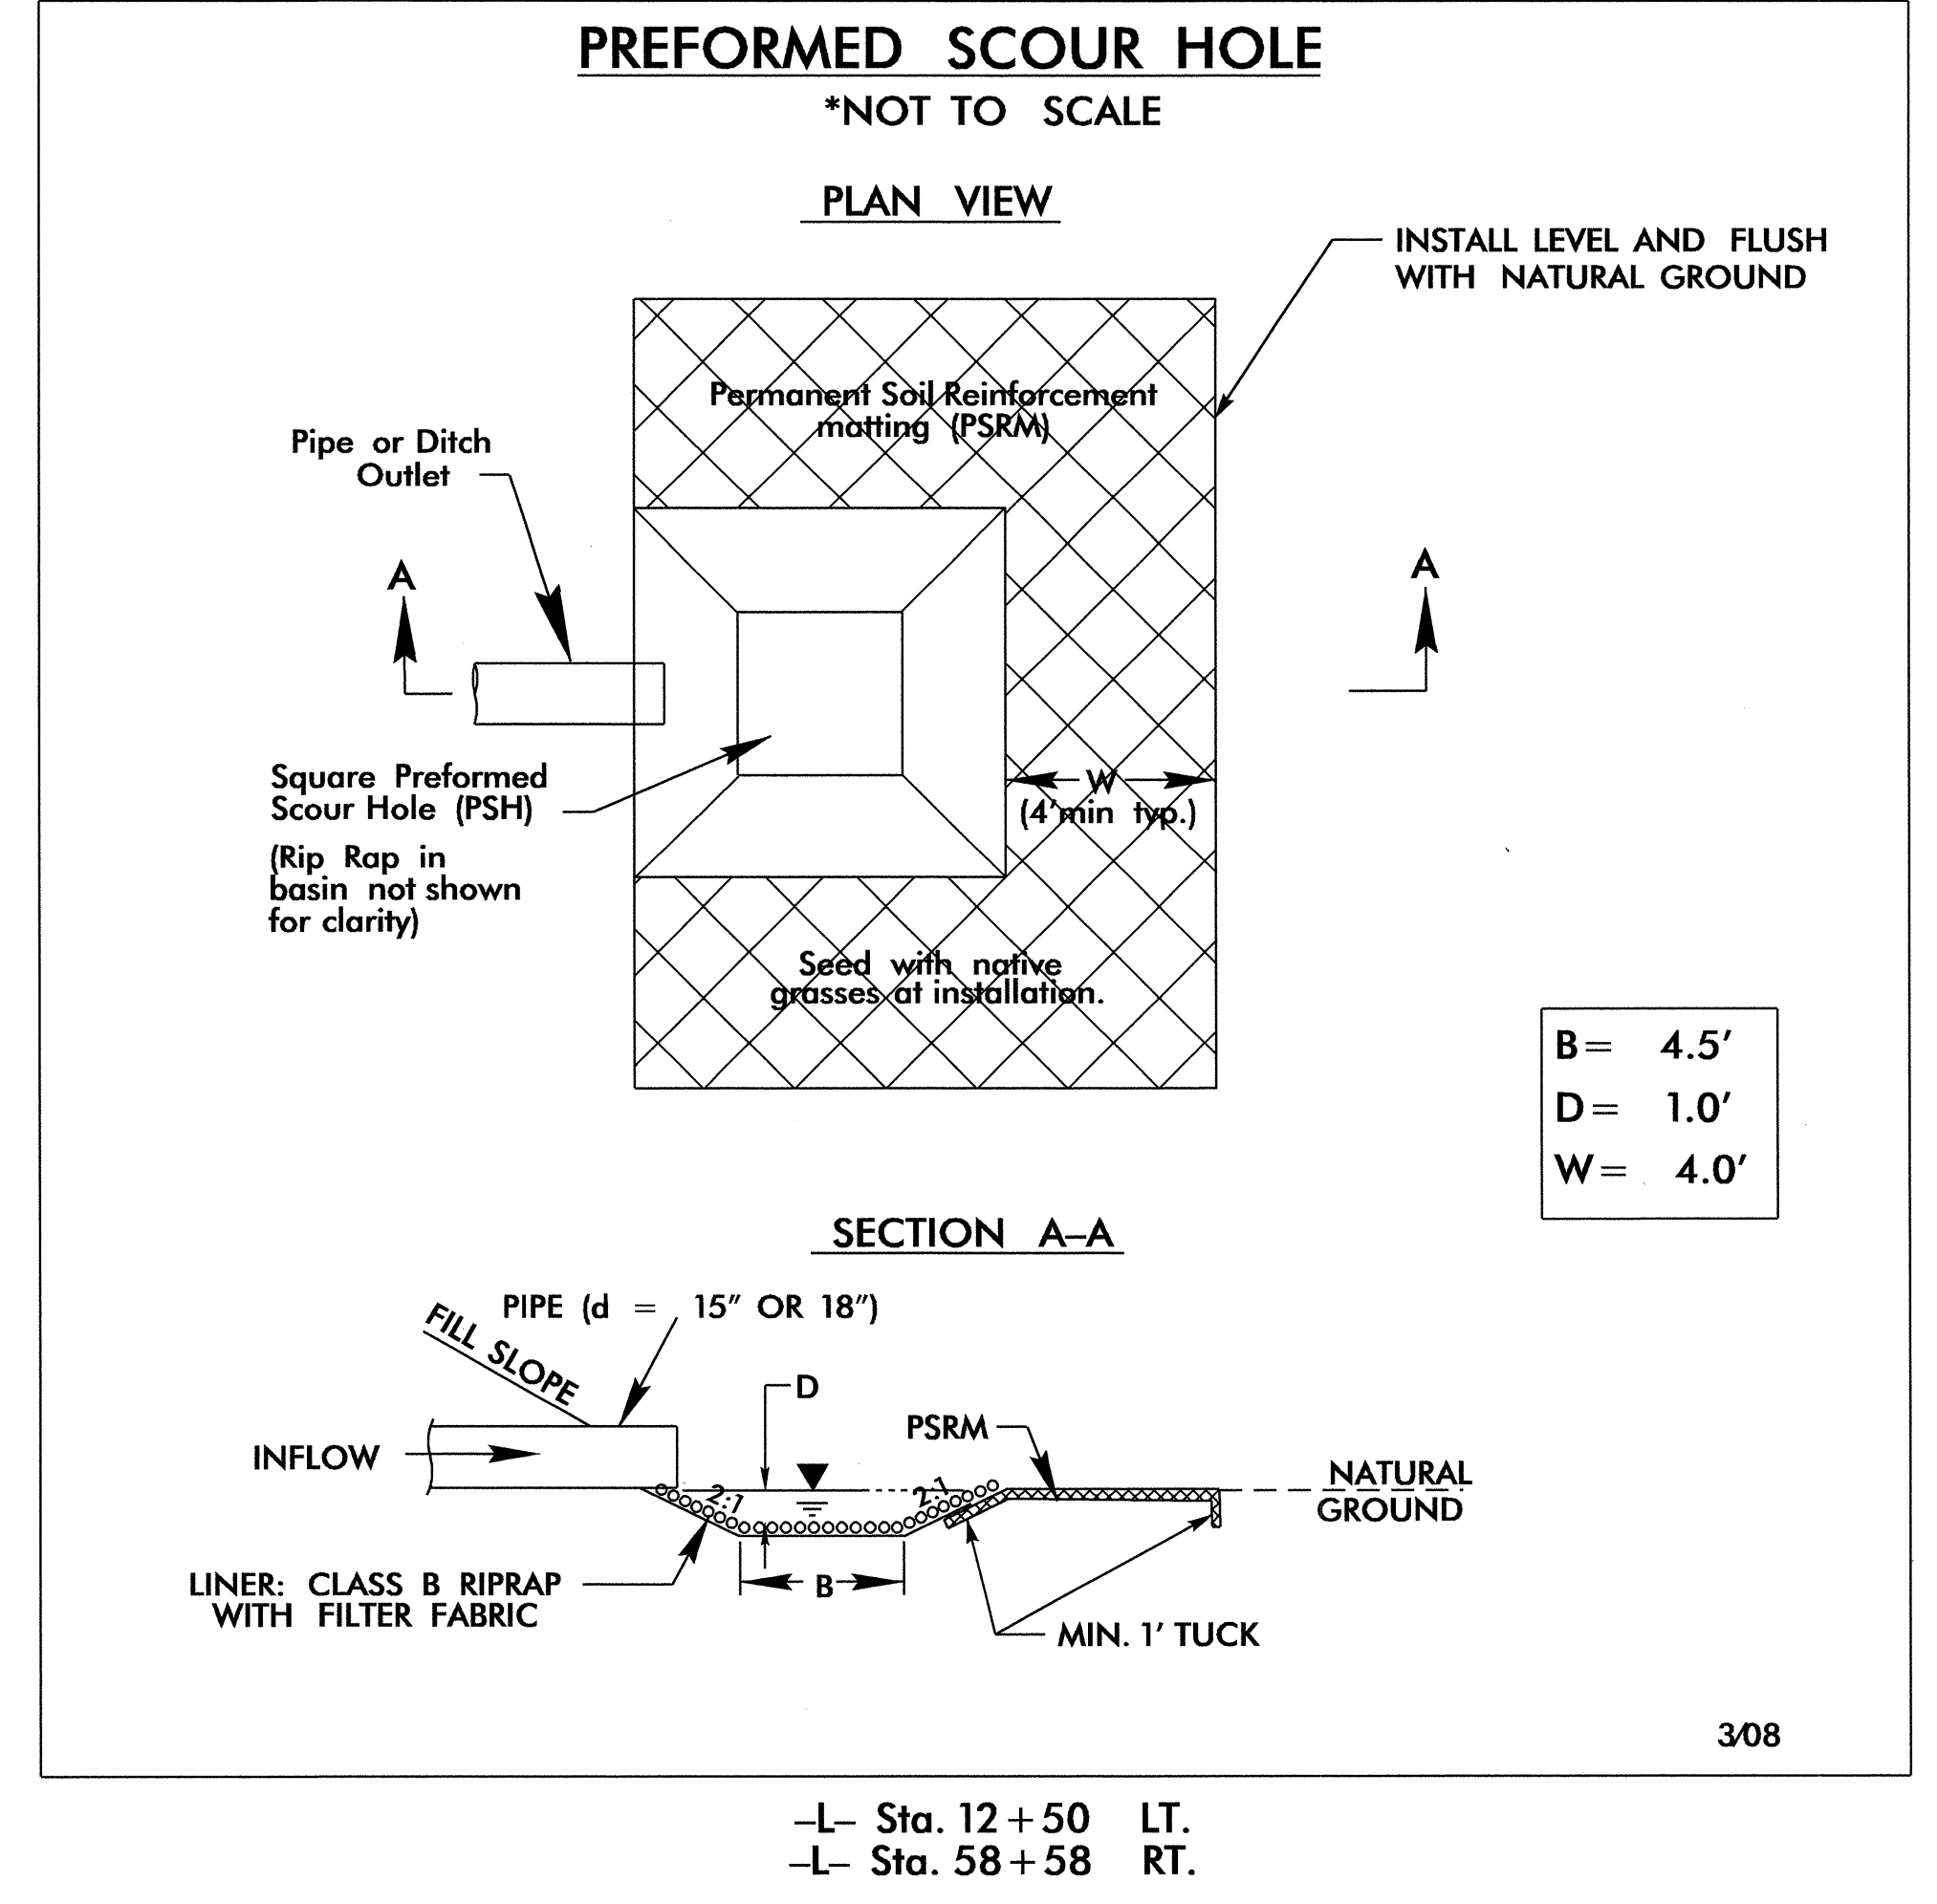 PREFORMED SCOUR HOLE
*NOT TO SCALE
PLAN VIEW
INSTALL LEVEL AND FLUSH
WITH NATURAL GROUND
Permanent Soil Reinforcement
matting (PSRM)
Pipe or Ditch
Outlet
A
A
Square Preformed
Scour Hole (PSH)
(Rip Rap in
basin not shown
for clarity)
W
(4'min typ.)
Seed with native
grasses at installation.
B= 4.5'
D= 1.0'
W= 4.0'
SECTION A-A
PIPE (d = 15" OR 18")
FILL SLOPE
D
PSRM
INFLOW
2:1
2:1
NATURAL
GROUND
B
LINER: CLASS B RIPRAP
WITH FILTER FABRIC
MIN. 1' TUCK
3/08
-L- Sta. 12+50 LT.
-L- Sta. 58+58 RT.